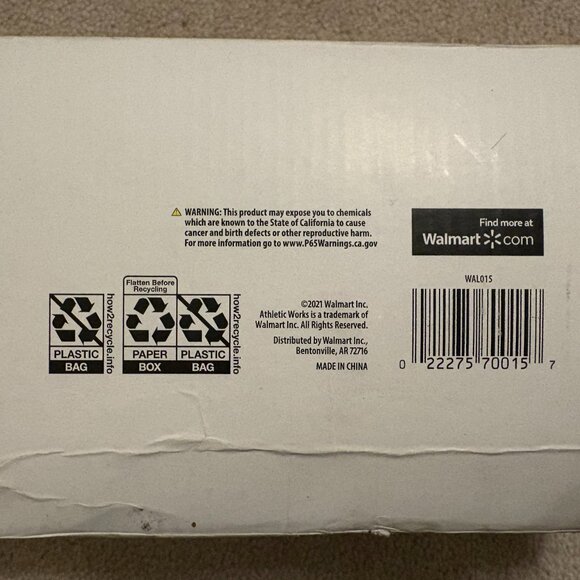 WARNING: This product may expose you to chemicals
which are known to the State of California to cause
cancer and birth defects or other reproductive harm.
For more information go to www.P65Warnings.ca.gov
Find more at
Walmart com
WAL015
0 22275 70015 7
Flatten Before
Recycling
PLASTIC
BAG
how2recycle.info
PAPER
BOX
PLASTIC
BAG
how2recycle.info
©2021 Walmart Inc.
Athletic Works is a trademark of
Walmart Inc. All Rights Reserved.
Distributed by Walmart Inc.,
Bentonville, AR 72716
MADE IN CHINA